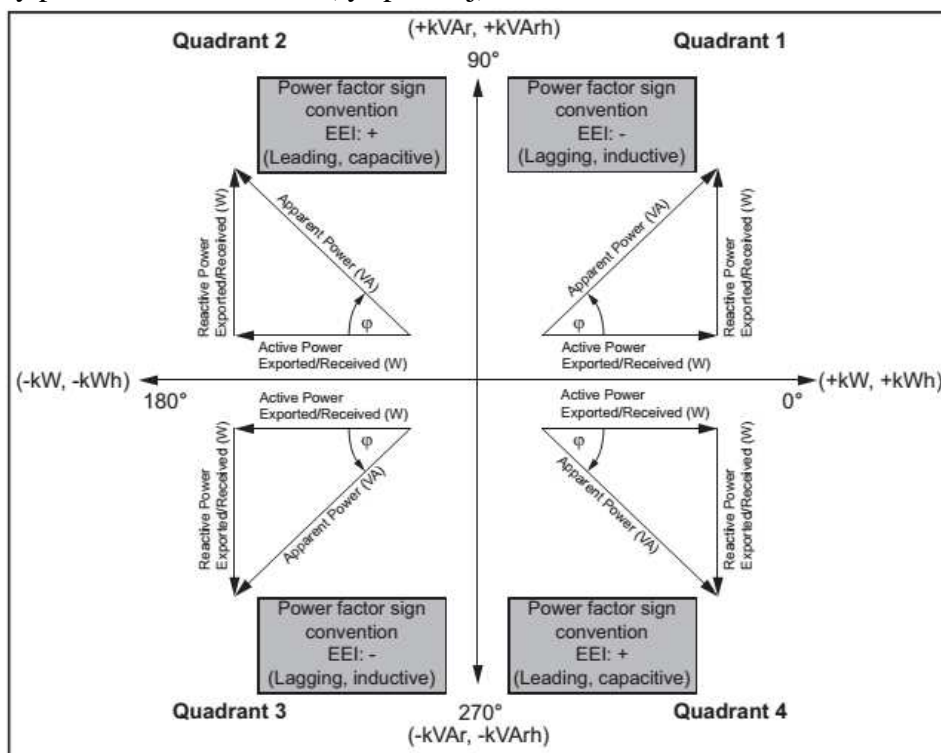 (+kVAr, +kVArh)
Quadrant 2
Quadrant 1
90°
Power factor sign
convention
EEI: +
(Leading, capacitive)
Power factor sign
convention
EEI: -
(Lagging, inductive)
Reactive Power
Exported/Received (W)
Apparent Power (VA)
φ
Active Power
Exported/Received (W)
Apparent Power (VA)
φ
Active Power
Exported/Received (W)
Reactive Power
Exported/Received (W)
(-kW, -kWh)
180°
(+kW, +kWh)
0°
Active Power
Exported/Received (W)
φ
Apparent Power (VA)
Reactive Power
Exported/Received (W)
Active Power
Exported/Received (W)
φ
Apparent Power (VA)
Reactive Power
Exported/Received (W)
Power factor sign
convention
EEI: -
(Lagging, inductive)
Power factor sign
convention
EEI: +
(Leading, capacitive)
Quadrant 3
270°
Quadrant 4
(-kVAr, -kVArh)